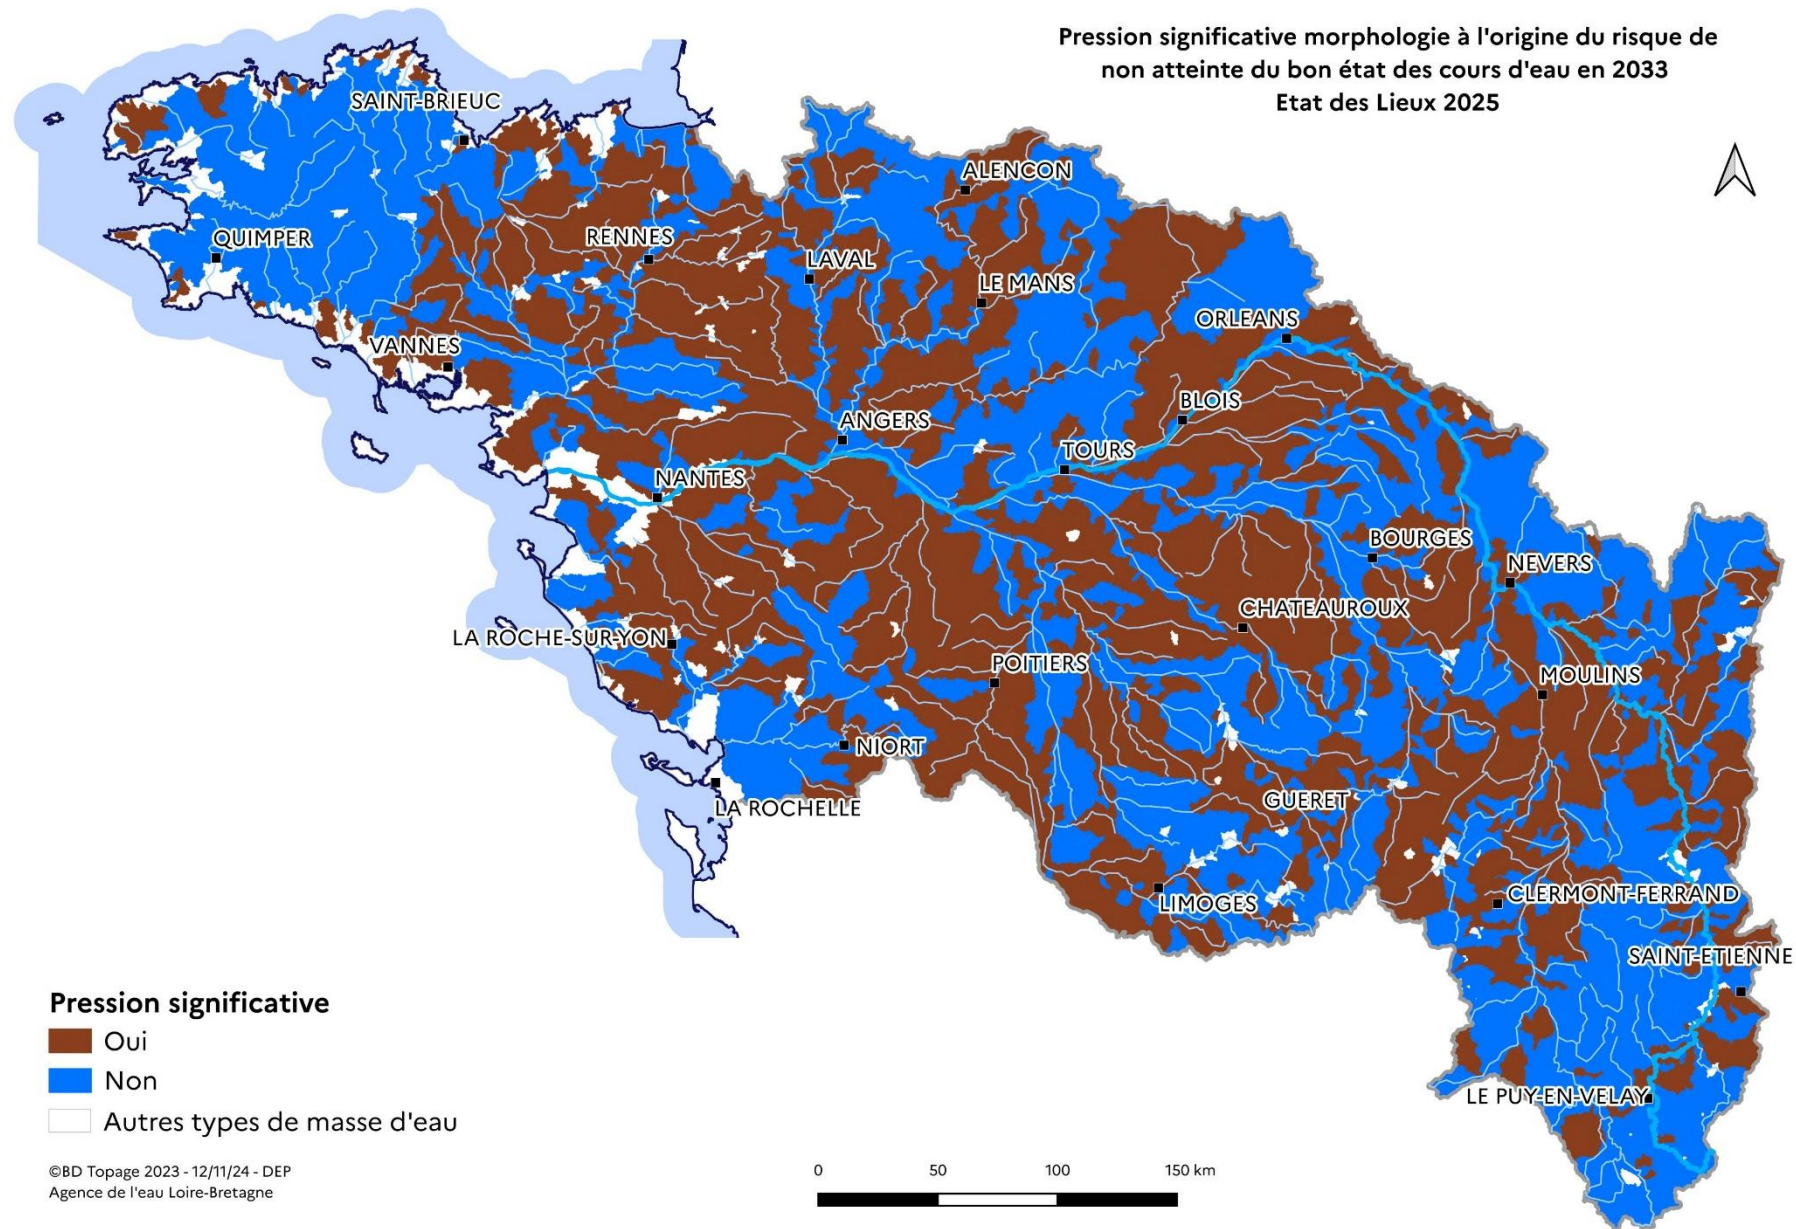 Pression significative morphologie à l'origine du risque de
non atteinte du bon état des cours d'eau en 2033
Etat des Lieux 2025
SAINT-BRIEUC
ALENCON
QUIMPER
RENNES
LAVAL
LE MANS
ORLEANS
VANNES
BLOIS
ANGERS
TOURS
NANTES
BOURGES
NEVERS
CHATEAUROUX
LA ROCHE-SUR-YON
POITIERS
MOULINS
NIORT
LA ROCHELLE
GUERET
LIMOGES
CLERMONT-FERRAND
SAINT-ETIENNE
LE PUY-EN-VELAY
Pression significative
Oui
Non
Autres types de masse d'eau
©BD Topage 2023 - 12/11/24 - DEP
Agence de l'eau Loire-Bretagne
0 50 100 150 km